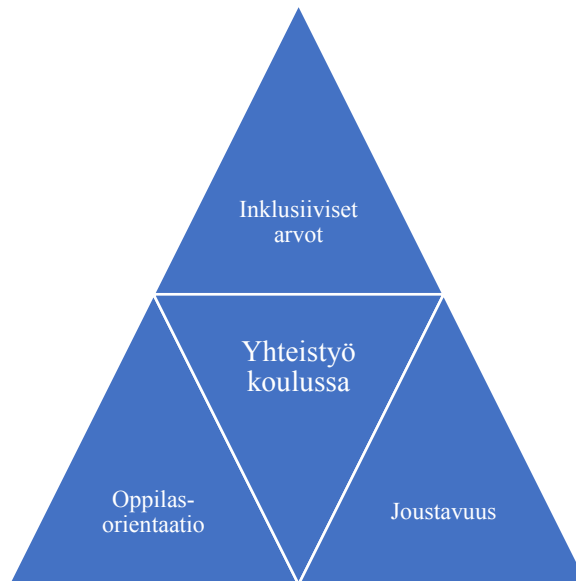 Inklusiiviset
arvot
Yhteistyö
koulussa
Oppilas-
orientaatio
Joustavuus